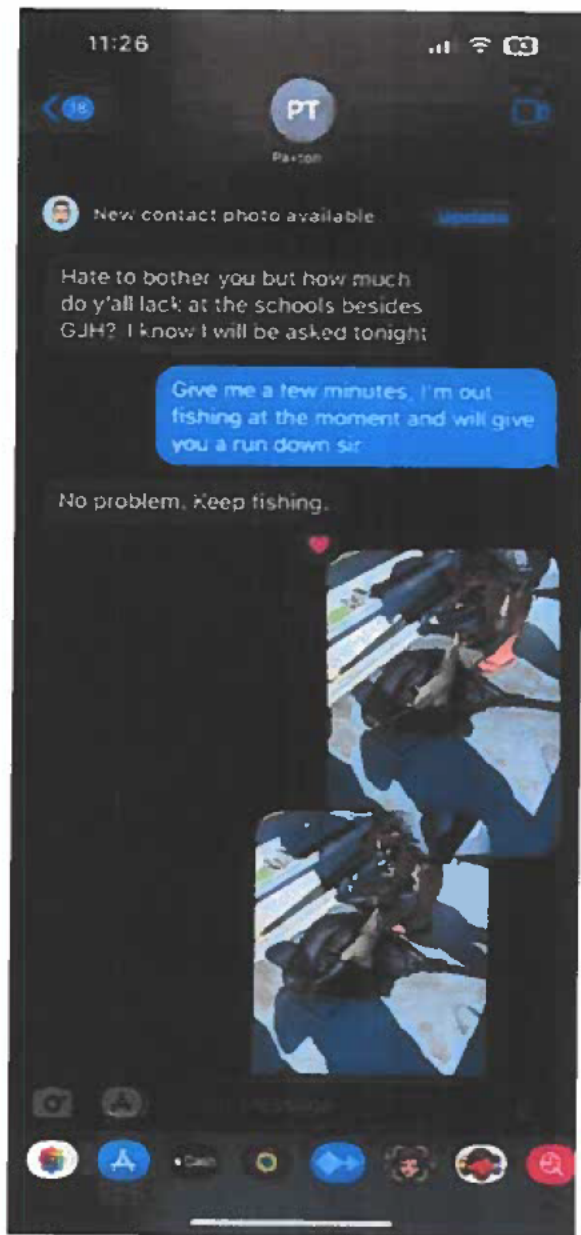 11:26
18
PT
Paxton
New contact photo available.
Update
Hate to bother you but how much
do y'all lack at the schools besides
GJH? I know I will be asked tonight
Give me a few minutes, I'm out
fishing at the moment and will give
you a run down sir
No problem. Keep fishing.
Cash